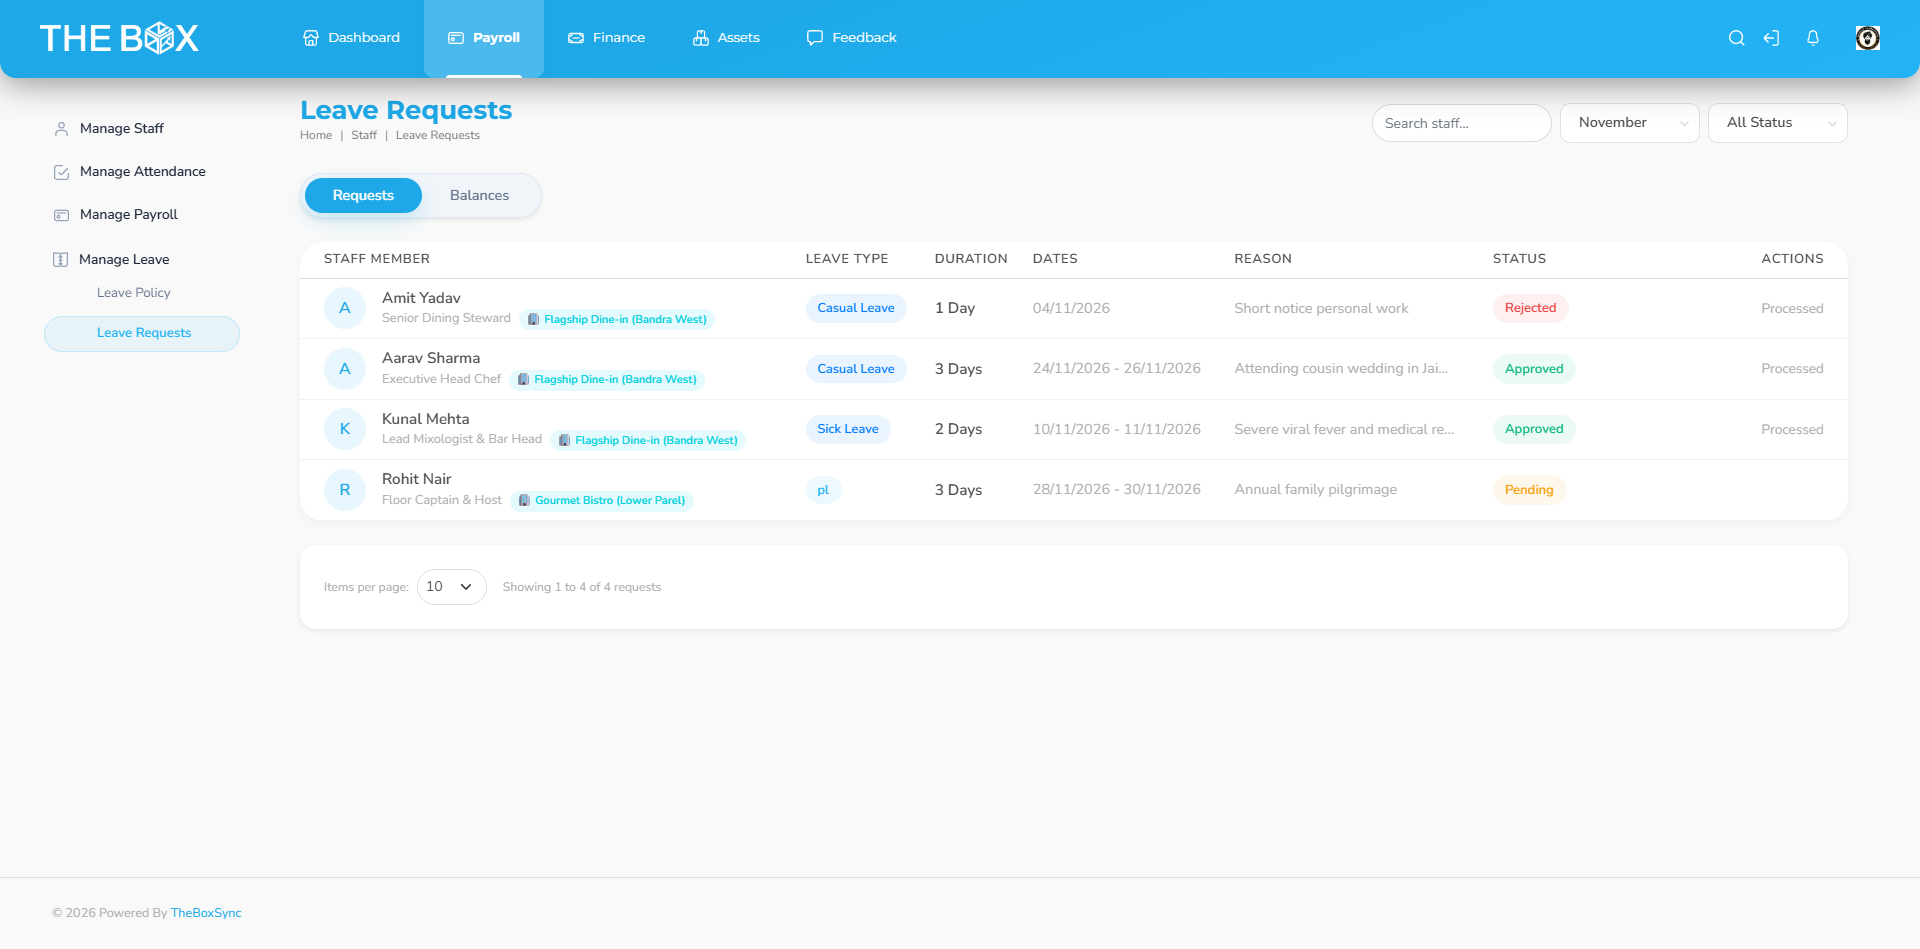 THE BOX
Dashboard
Payroll
Finance
Assets
Feedback
Manage Staff
Manage Attendance
Manage Payroll
Manage Leave
Leave Policy
Leave Requests
Leave Requests
Home | Staff | Leave Requests
Search staff...
November
All Status
Requests
Balances
STAFF MEMBER LEAVE TYPE DURATION DATES REASON STATUS ACTIONS
A Amit Yadav
Senior Dining Steward Flagship Dine-in (Bandra West)
Casual Leave 1 Day 04/11/2026 Short notice personal work Rejected Processed
A Aarav Sharma
Executive Head Chef Flagship Dine-in (Bandra West)
Casual Leave 3 Days 24/11/2026 - 26/11/2026 Attending cousin wedding in Jai... Approved Processed
K Kunal Mehta
Lead Mixologist & Bar Head Flagship Dine-in (Bandra West)
Sick Leave 2 Days 10/11/2026 - 11/11/2026 Severe viral fever and medical re... Approved Processed
R Rohit Nair
Floor Captain & Host Gourmet Bistro (Lower Parel)
pl 3 Days 28/11/2026 - 30/11/2026 Annual family pilgrimage Pending
Items per page: 10 Showing 1 to 4 of 4 requests
© 2026 Powered By TheBoxSync